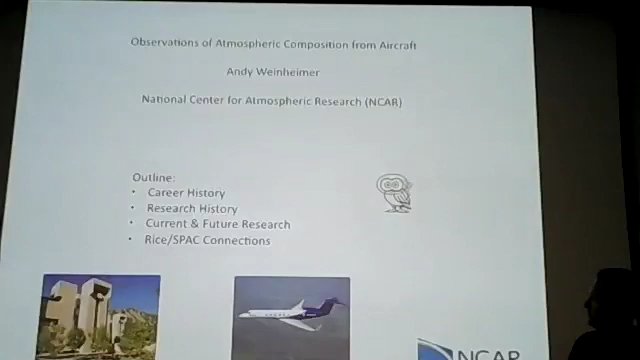 Observations of Atmospheric Composition from Aircraft
Andy Weinheimer
National Center for Atmospheric Research (NCAR)
Outline:
• Career History
• Research History
• Current & Future Research
• Rice/SPAC Connections
NCAR